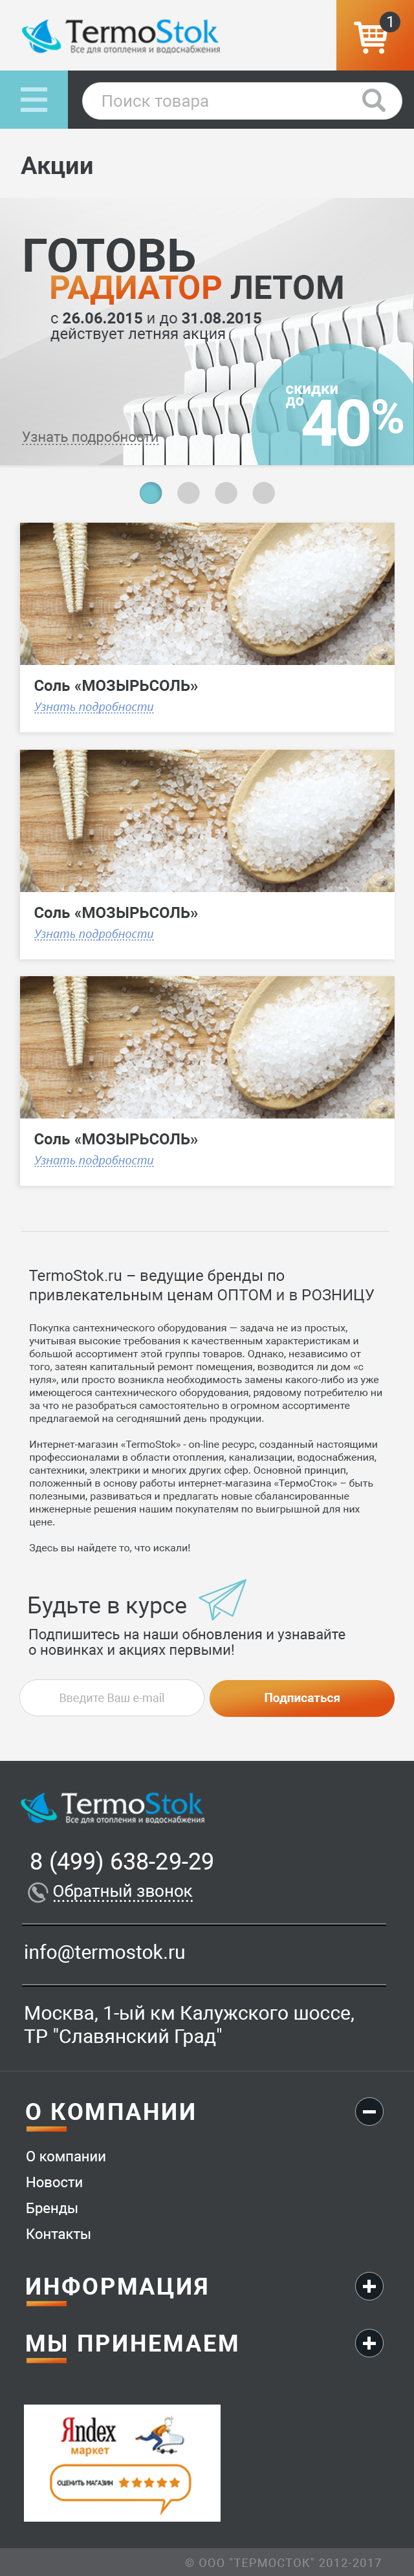 TermoStok
Все для отопления и водоснабжения
1
Поиск товара
Акции
ГОТОВЬ
РАДИАТОР ЛЕТОМ
с 26.06.2015 и до 31.08.2015
действует летняя акция
скидки
до 40%
Узнать подробности
Соль «МОЗЫРЬСОЛЬ»
Узнать подробности
Соль «МОЗЫРЬСОЛЬ»
Узнать подробности
Соль «МОЗЫРЬСОЛЬ»
Узнать подробности
TermoStok.ru – ведущие бренды по
привлекательным ценам ОПТОМ и в РОЗНИЦУ
Покупка сантехнического оборудования — задача не из простых,
учитывая высокие требования к качественным характеристикам и
большой ассортимент этой группы товаров. Однако, независимо от
того, затеян капитальный ремонт помещения, возводится ли дом «с
нуля», или просто возникла необходимость замены какого-либо из уже
имеющегося сантехнического оборудования, рядовому потребителю ни
за что не разобраться самостоятельно в огромном ассортименте
предлагаемой на сегодняшний день продукции.
Интернет-магазин «TermoStok» - on-line ресурс, созданный настоящими
профессионалами в области отопления, канализации, водоснабжения,
сантехники, электрики и многих других сфер. Основной принцип,
положенный в основу работы интернет-магазина «ТермоСток» – быть
полезными, развиваться и предлагать новые сбалансированные
инженерные решения нашим покупателям по выигрышной для них
цене.
Здесь вы найдете то, что искали!
Будьте в курсе
Подпишитесь на наши обновления и узнавайте
о новинках и акциях первыми!
Введите Ваш e-mail
Подписаться
TermoStok
Все для отопления и водоснабжения
8 (499) 638-29-29
Обратный звонок
info@termostok.ru
Москва, 1-ый км Калужского шоссе,
ТР "Славянский Град"
О КОМПАНИИ
О компании
Новости
Бренды
Контакты
ИНФОРМАЦИЯ
МЫ ПРИНИМАЕМ
Яndex
маркет
ОЦЕНИТЬ МАГАЗИН
© ООО "ТЕРМОСТОК" 2012-2017